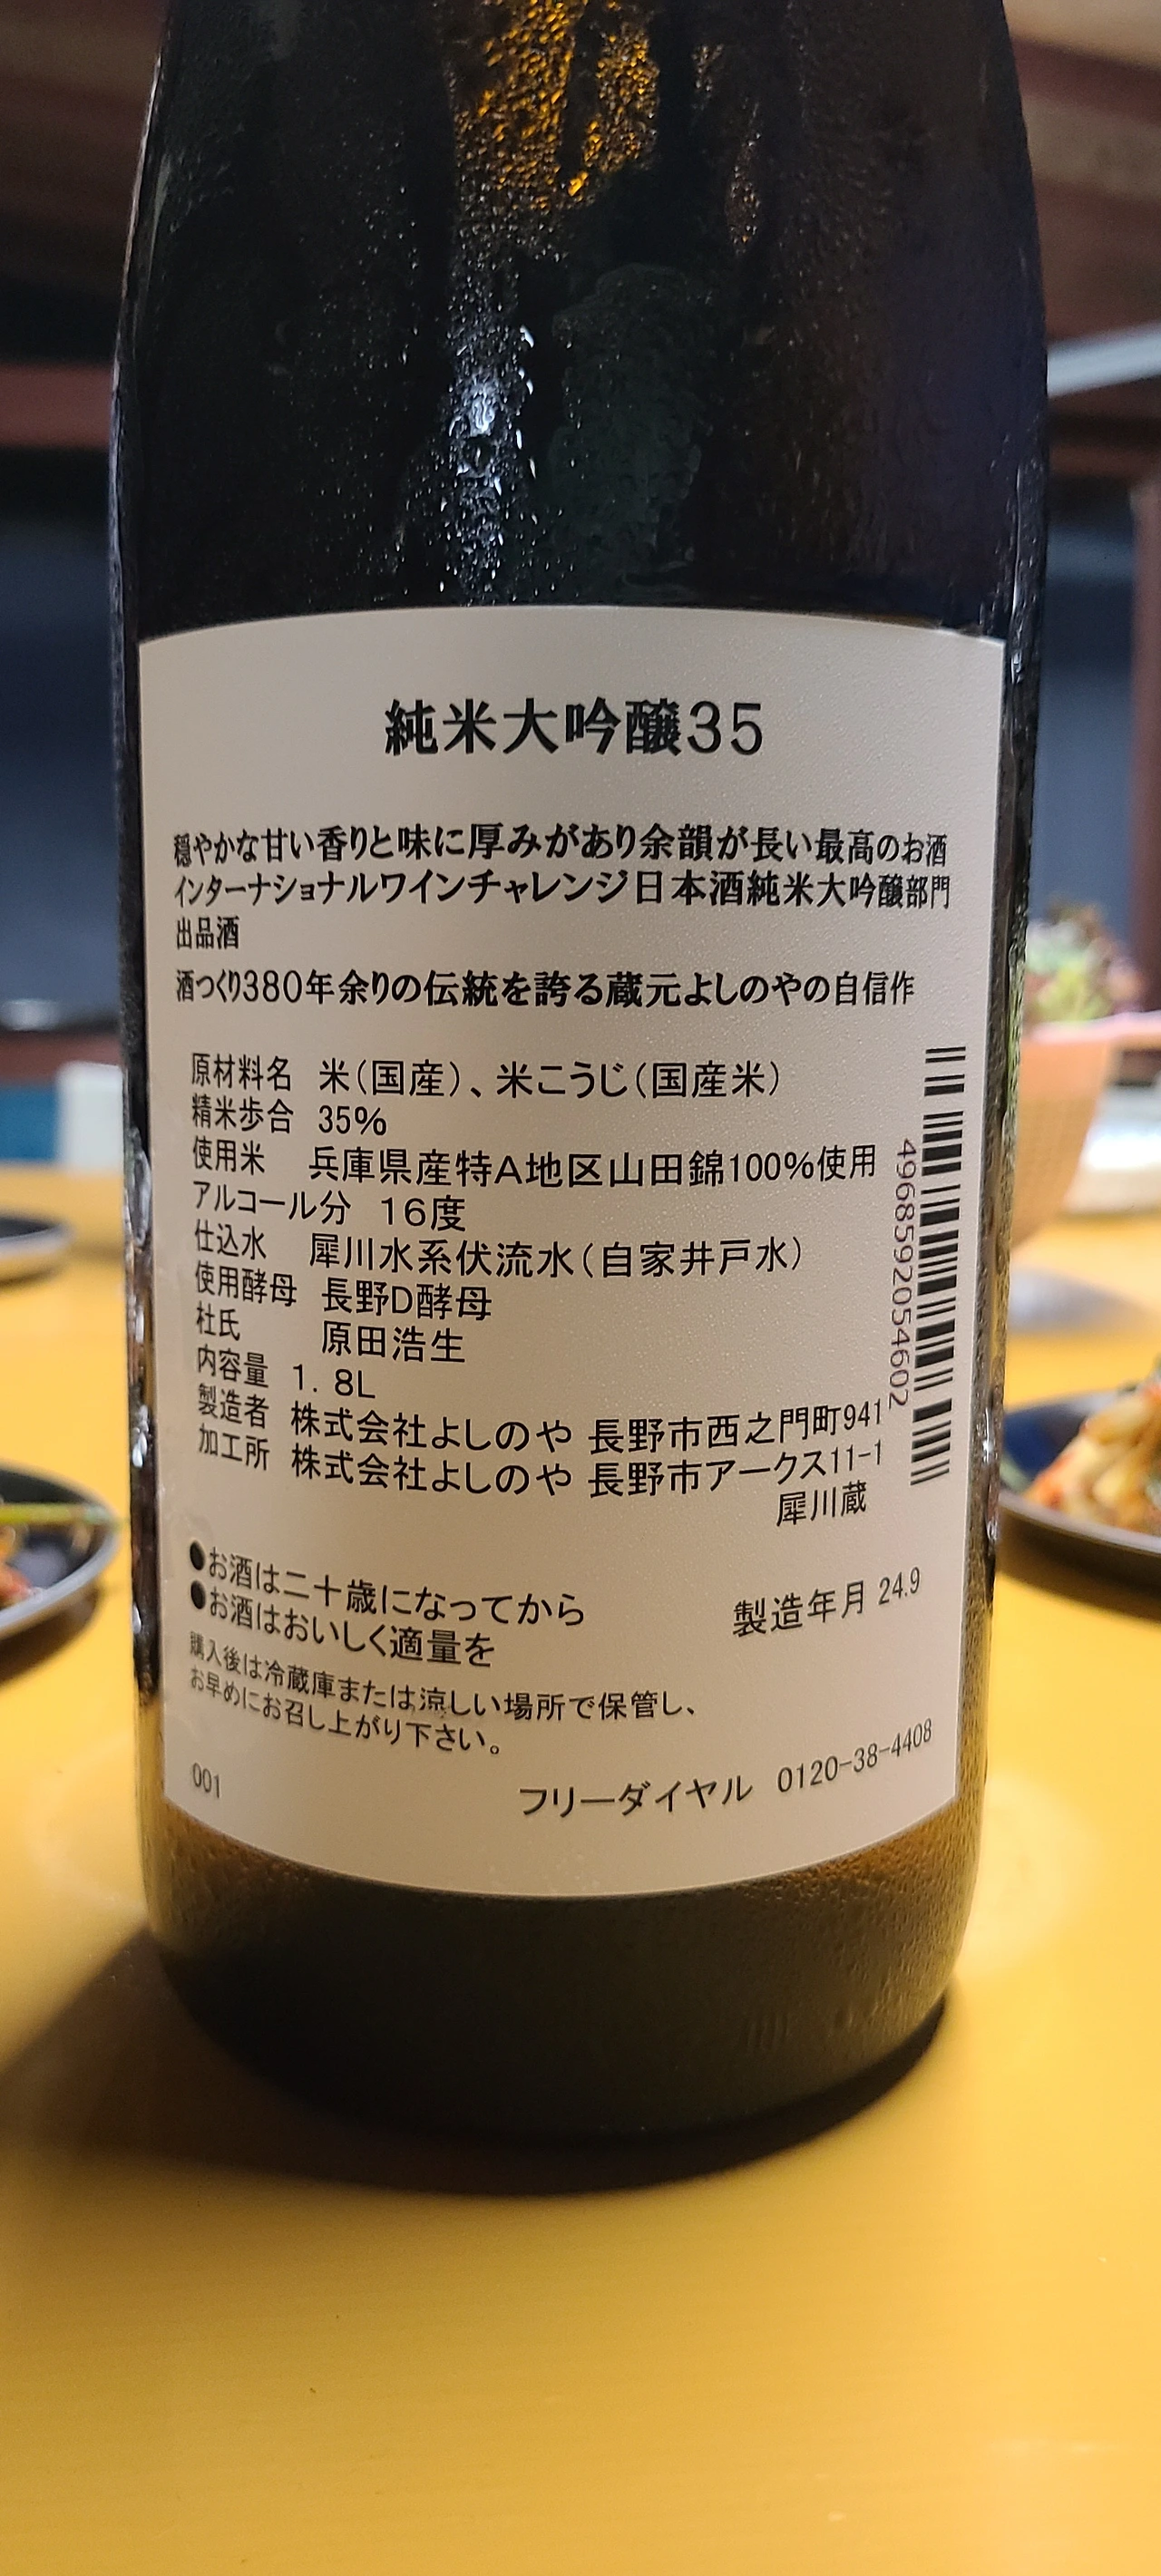 純米大吟醸35
穏やかな甘い香りと味に厚みがあり余韻が長い最高のお酒
インターナショナルワインチャレンジ日本酒純米大吟醸部門
出品酒
酒つくり380年余りの伝統を誇る蔵元よしのやの自信作
原材料名 米(国産)、米こうじ(国産米)
精米歩合 35%
使用米 兵庫県産特A地区山田錦100%使用
アルコール分 16度
仕込水 犀川水系伏流水(自家井戸水)
使用酵母 長野D酵母
杜氏 原田浩生
内容量 1.8L
製造者 株式会社よしのや 長野市西之門町941
加工所 株式会社よしのや 長野市アークス11-1
犀川蔵
4968592054602
●お酒は二十歳になってから
●お酒はおいしく適量を
製造年月 24.9
購入後は冷蔵庫または涼しい場所で保管し、
お早めにお召し上がり下さい。
001
フリーダイヤル 0120-38-4408